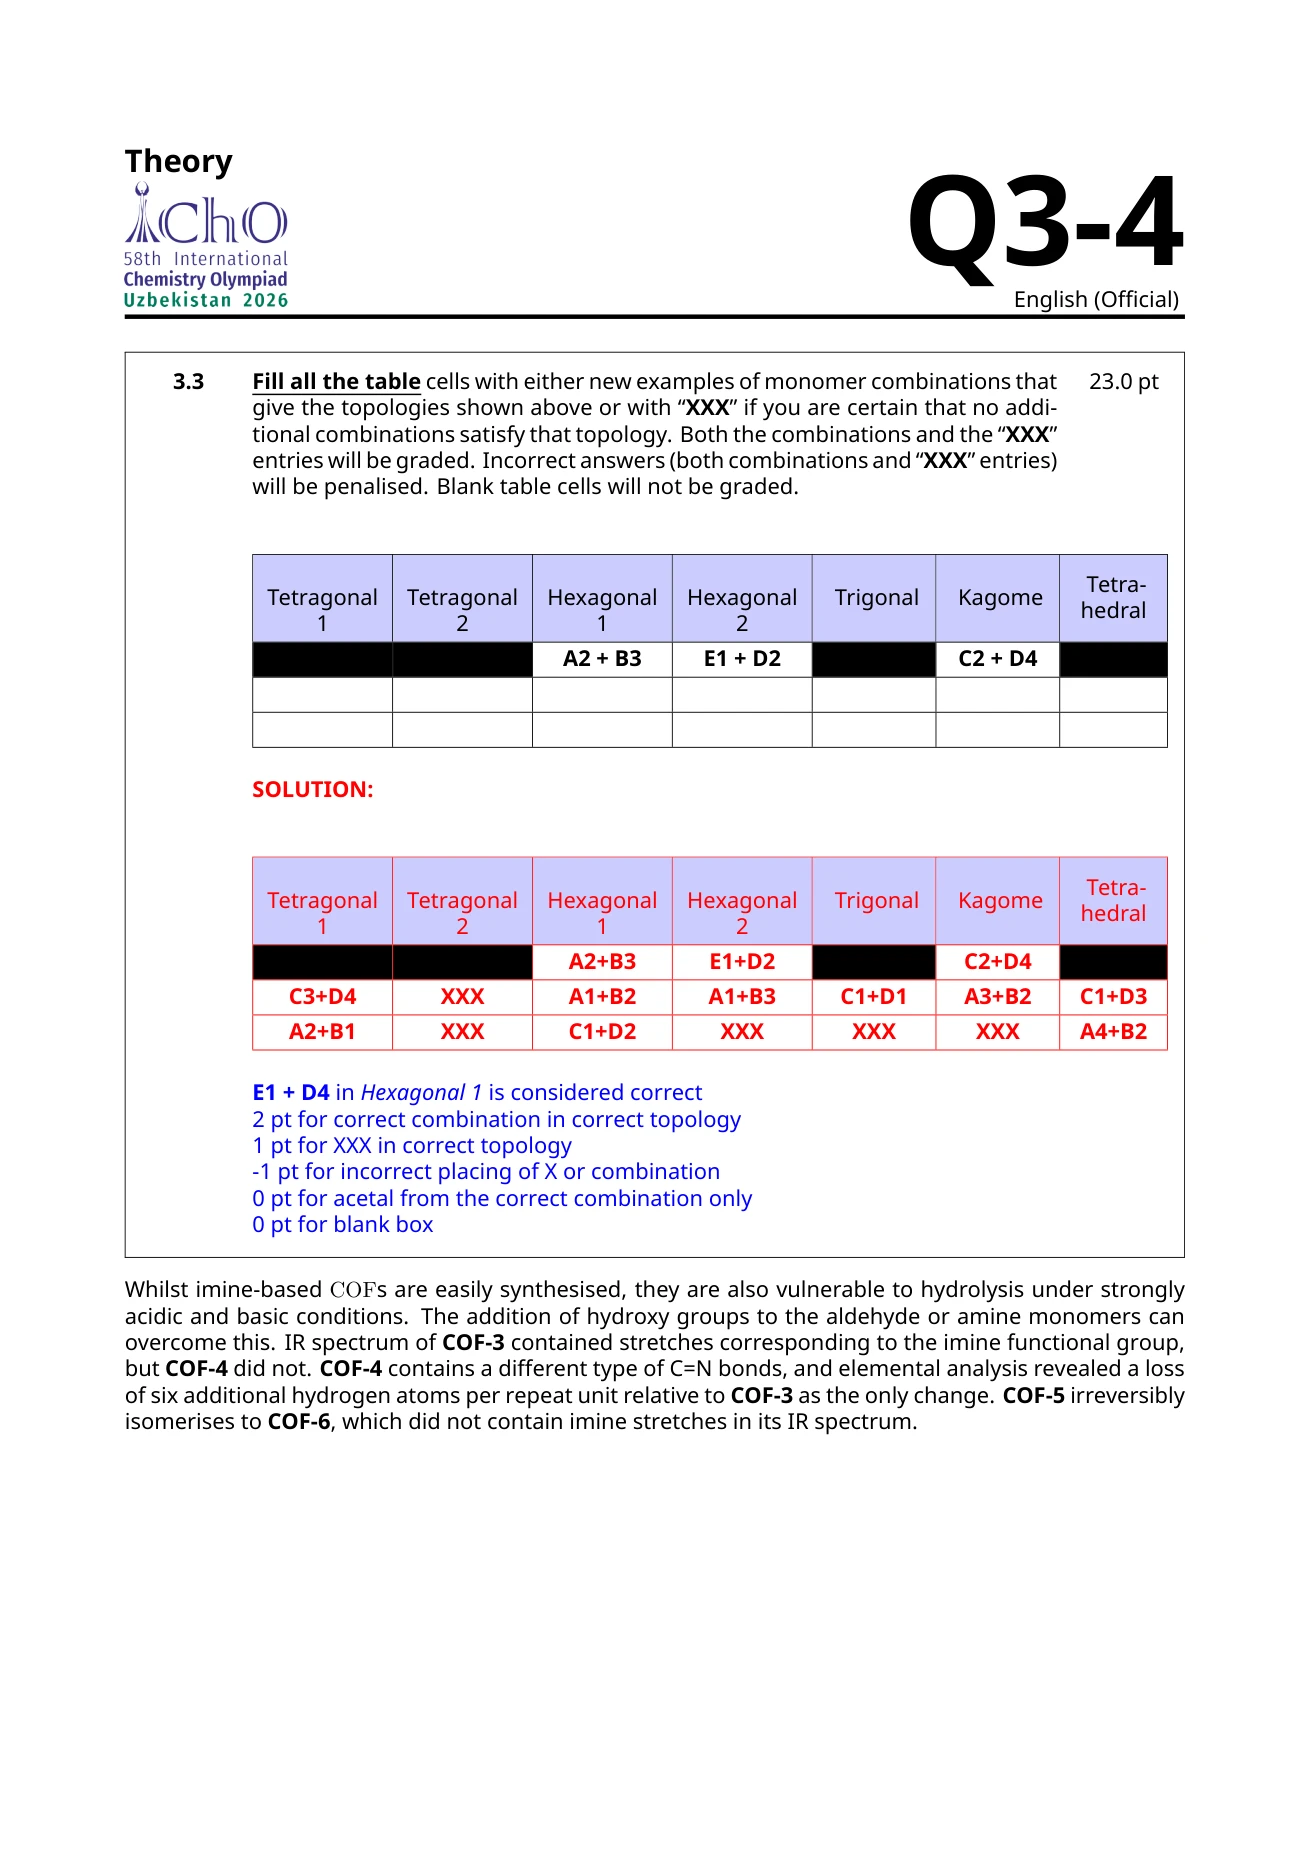 Theory
ichO
58th International
Chemistry Olympiad
Uzbekistan 2026
Q3-4
English (Official)
3.3 Fill all the table cells with either new examples of monomer combinations that 23.0 pt
give the topologies shown above or with “XXX” if you are certain that no addi-
tional combinations satisfy that topology. Both the combinations and the “XXX”
entries will be graded. Incorrect answers (both combinations and “XXX” entries)
will be penalised. Blank table cells will not be graded.
Tetragonal 1 Tetragonal 2 Hexagonal 1 Hexagonal 2 Trigonal Kagome Tetra-hedral
A2 + B3 E1 + D2 C2 + D4
SOLUTION:
Tetragonal 1 Tetragonal 2 Hexagonal 1 Hexagonal 2 Trigonal Kagome Tetra-hedral
A2+B3 E1+D2 C2+D4
C3+D4 XXX A1+B2 A1+B3 C1+D1 A3+B2 C1+D3
A2+B1 XXX C1+D2 XXX XXX XXX A4+B2
E1 + D4 in Hexagonal 1 is considered correct
2 pt for correct combination in correct topology
1 pt for XXX in correct topology
-1 pt for incorrect placing of X or combination
0 pt for acetal from the correct combination only
0 pt for blank box
Whilst imine-based COFs are easily synthesised, they are also vulnerable to hydrolysis under strongly
acidic and basic conditions. The addition of hydroxy groups to the aldehyde or amine monomers can
overcome this. IR spectrum of COF-3 contained stretches corresponding to the imine functional group,
but COF-4 did not. COF-4 contains a different type of C=N bonds, and elemental analysis revealed a loss
of six additional hydrogen atoms per repeat unit relative to COF-3 as the only change. COF-5 irreversibly
isomerises to COF-6, which did not contain imine stretches in its IR spectrum.